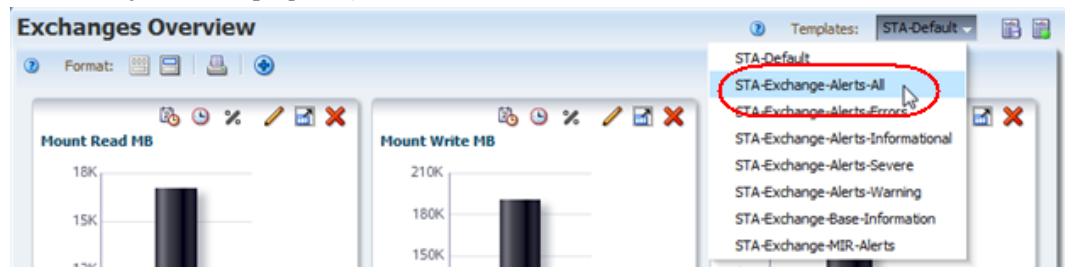 Exchanges Overview
Templates: STA-Default
Format:
STA-Default
STA-Exchange-Alerts-All
STA-Exchange-Alerts-Errors
STA-Exchange-Alerts-Informational
STA-Exchange-Alerts-Severe
STA-Exchange-Alerts-Warning
STA-Exchange-Base-Information
STA-Exchange-MIR-Alerts
Mount Read MB
18K
15K
Mount Write MB
210K
180K
150K